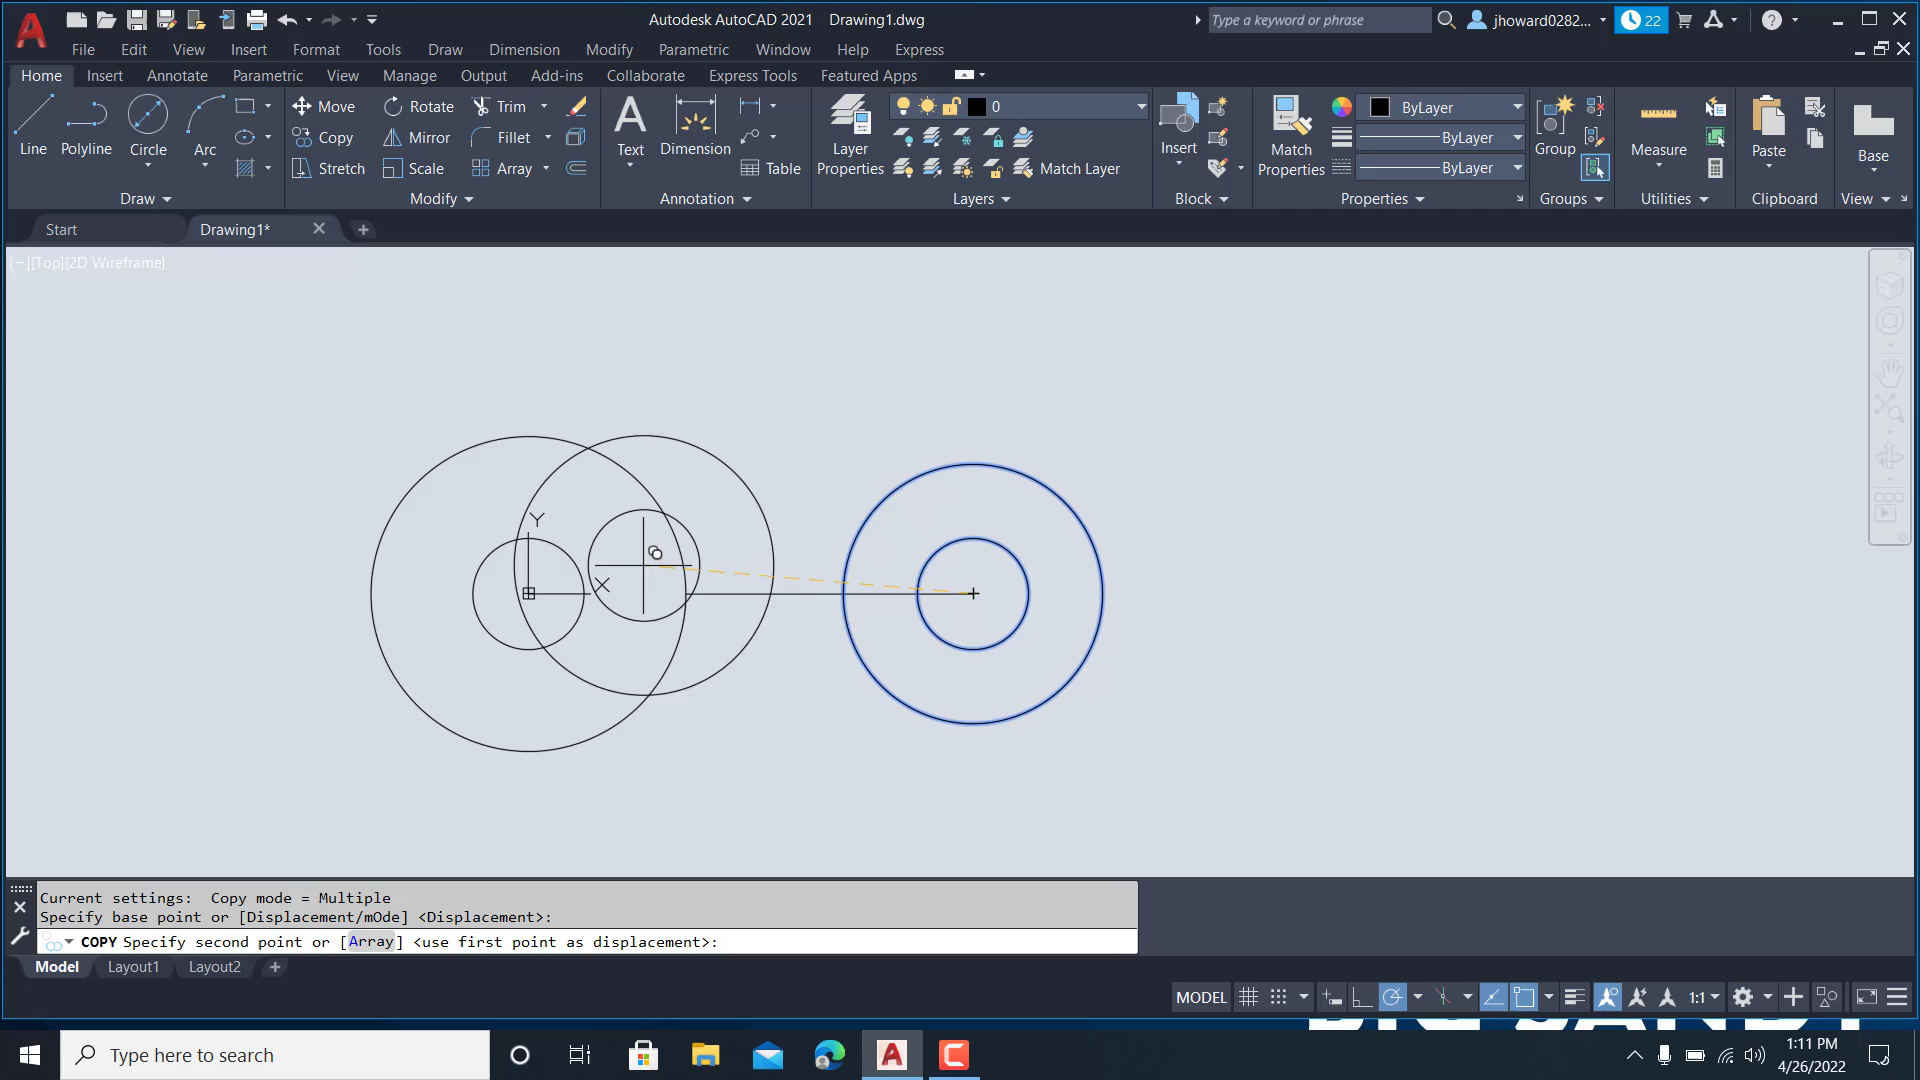 Autodesk AutoCAD 2021 Drawing1.dwg
Type a keyword or phrase
jhoward0282...
22
File Edit View Insert Format Tools Draw Dimension Modify Parametric Window Help Express
Home Insert Annotate Parametric View Manage Output Add-ins Collaborate Express Tools Featured Apps
Line Polyline Circle Arc
Draw
Move Rotate Trim
Copy Mirror Fillet
Stretch Scale Array
Modify
Text Dimension Table
Annotation
Layer Properties
0
Match Layer
Layers
Insert
Block
Match Properties
ByLayer
ByLayer
ByLayer
Properties
Group
Groups
Measure
Utilities
Paste
Clipboard
Base
View
Start Drawing1*
[−][Top][2D Wireframe]
Y
X
Current settings: Copy mode = Multiple
Specify base point or [Displacement/mOde] <Displacement>:
COPY Specify second point or [Array] <use first point as displacement>:
Model Layout1 Layout2
MODEL 1:1
Type here to search
1:11 PM
4/26/2022